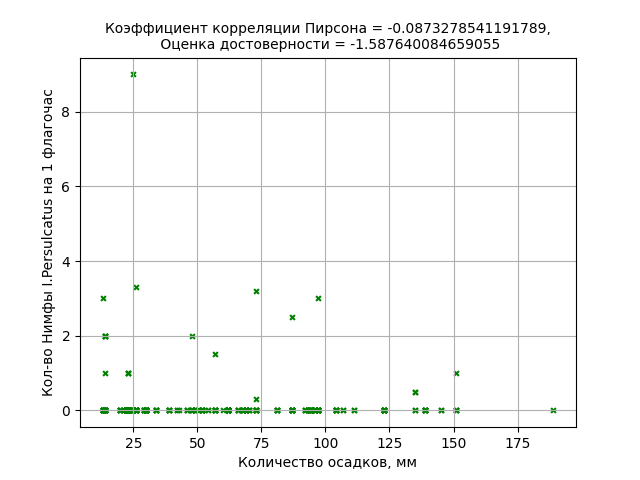 Коэффициент корреляции Пирсона = -0.0873278541191789,
Оценка достоверности = -1.587640084659055
Кол-во Нимфы I.Persulcatus на 1 флагочас
8
6
4
2
0
25 50 75 100 125 150 175
Количество осадков, мм